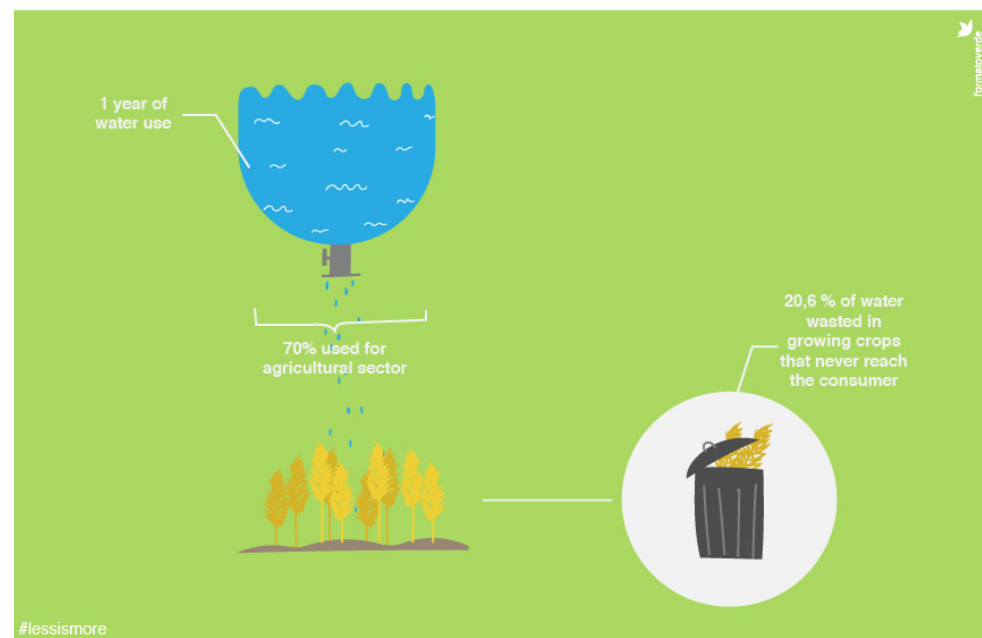 1 year of
water use
70% used for
agricultural sector
20,6 % of water
wasted in
growing crops
that never reach
the consumer
formatoverde
#lessismore